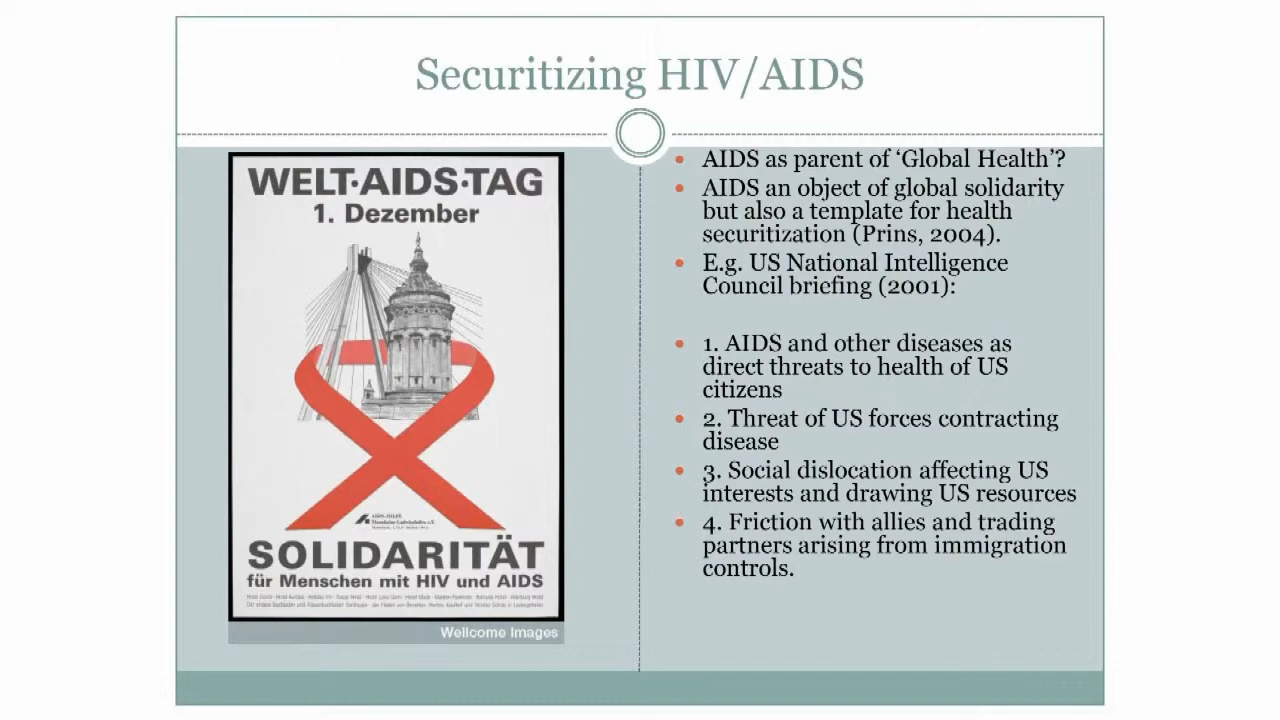 Securitizing HIV/AIDS
WELT·AIDS·TAG
1. Dezember
AIDS-HILFE
SOLIDARITÄT
für Menschen mit HIV und AIDS
Wellcome Images
• AIDS as parent of ‘Global Health’?
• AIDS an object of global solidarity
but also a template for health
securitization (Prins, 2004).
• E.g. US National Intelligence
Council briefing (2001):
• 1. AIDS and other diseases as
direct threats to health of US
citizens
• 2. Threat of US forces contracting
disease
• 3. Social dislocation affecting US
interests and drawing US resources
• 4. Friction with allies and trading
partners arising from immigration
controls.